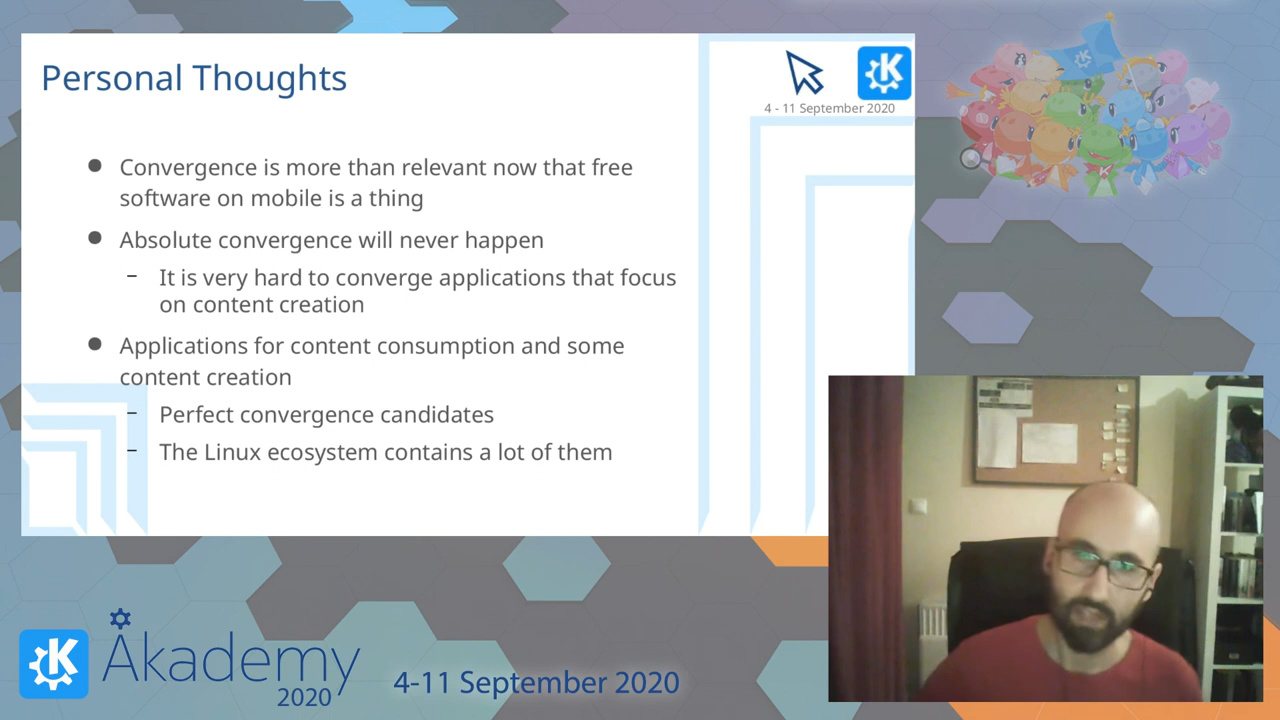 Personal Thoughts
4 - 11 September 2020
● Convergence is more than relevant now that free
software on mobile is a thing
● Absolute convergence will never happen
– It is very hard to converge applications that focus
on content creation
● Applications for content consumption and some
content creation
– Perfect convergence candidates
– The Linux ecosystem contains a lot of them
Akademy
2020
4-11 September 2020